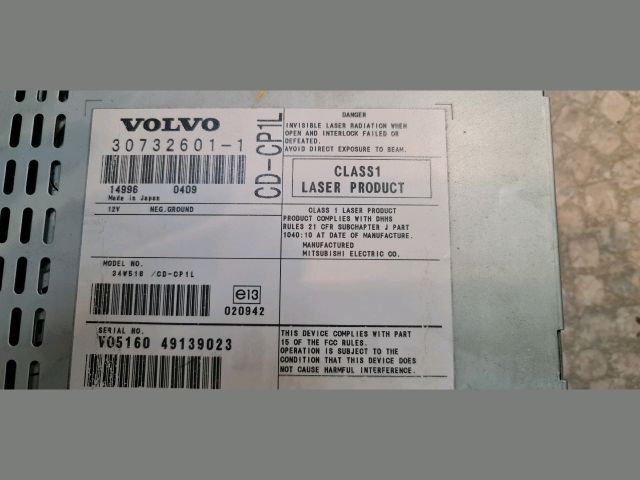 VOLVO
30732601-1
14996 0409
Made in Japan
CD-CP1L
12V NEG.GROUND
MODEL NO.
34W518 /CD-CP1L
e13
020942
SERIAL NO.
V05160 49139023
DANGER
INVISIBLE LASER RADIATION WHEN
OPEN AND INTERLOCK FAILED OR
DEFEATED.
AVOID DIRECT EXPOSURE TO BEAM.
CLASS1
LASER PRODUCT
CLASS 1 LASER PRODUCT
PRODUCT COMPLIES WITH DHHS
RULES 21 CFR SUBCHAPTER J PART
1040:10 AT DATE OF MANUFACTURE.
MANUFACTURED
MITSUBISHI ELECTRIC CO.
THIS DEVICE COMPLIES WITH PART
15 OF THE FCC RULES.
OPERATION IS SUBJECT TO THE
CONDITION THAT THIS DEVICE DOES
NOT CAUSE HARMFUL INTERFERENCE.